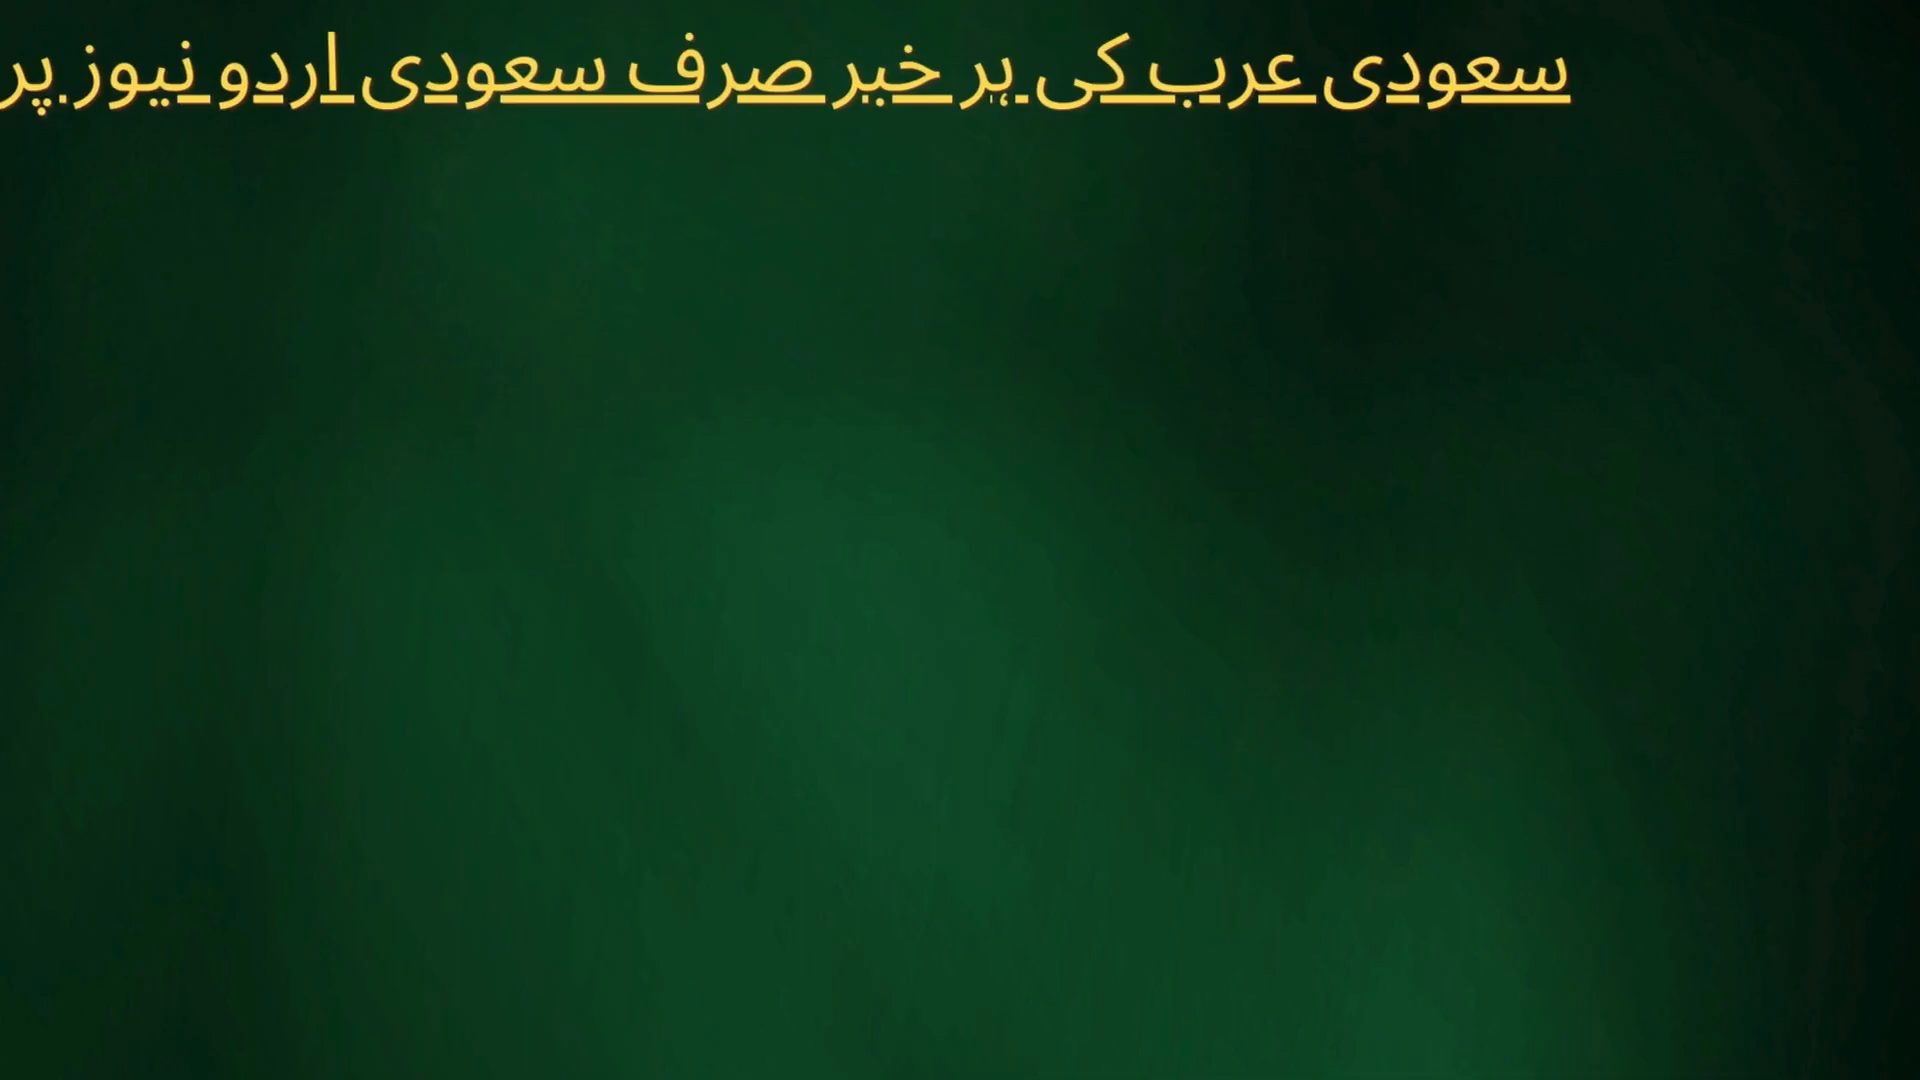 سعودی عرب کی ہر خبر صرف سعودی اردو نیوز پر